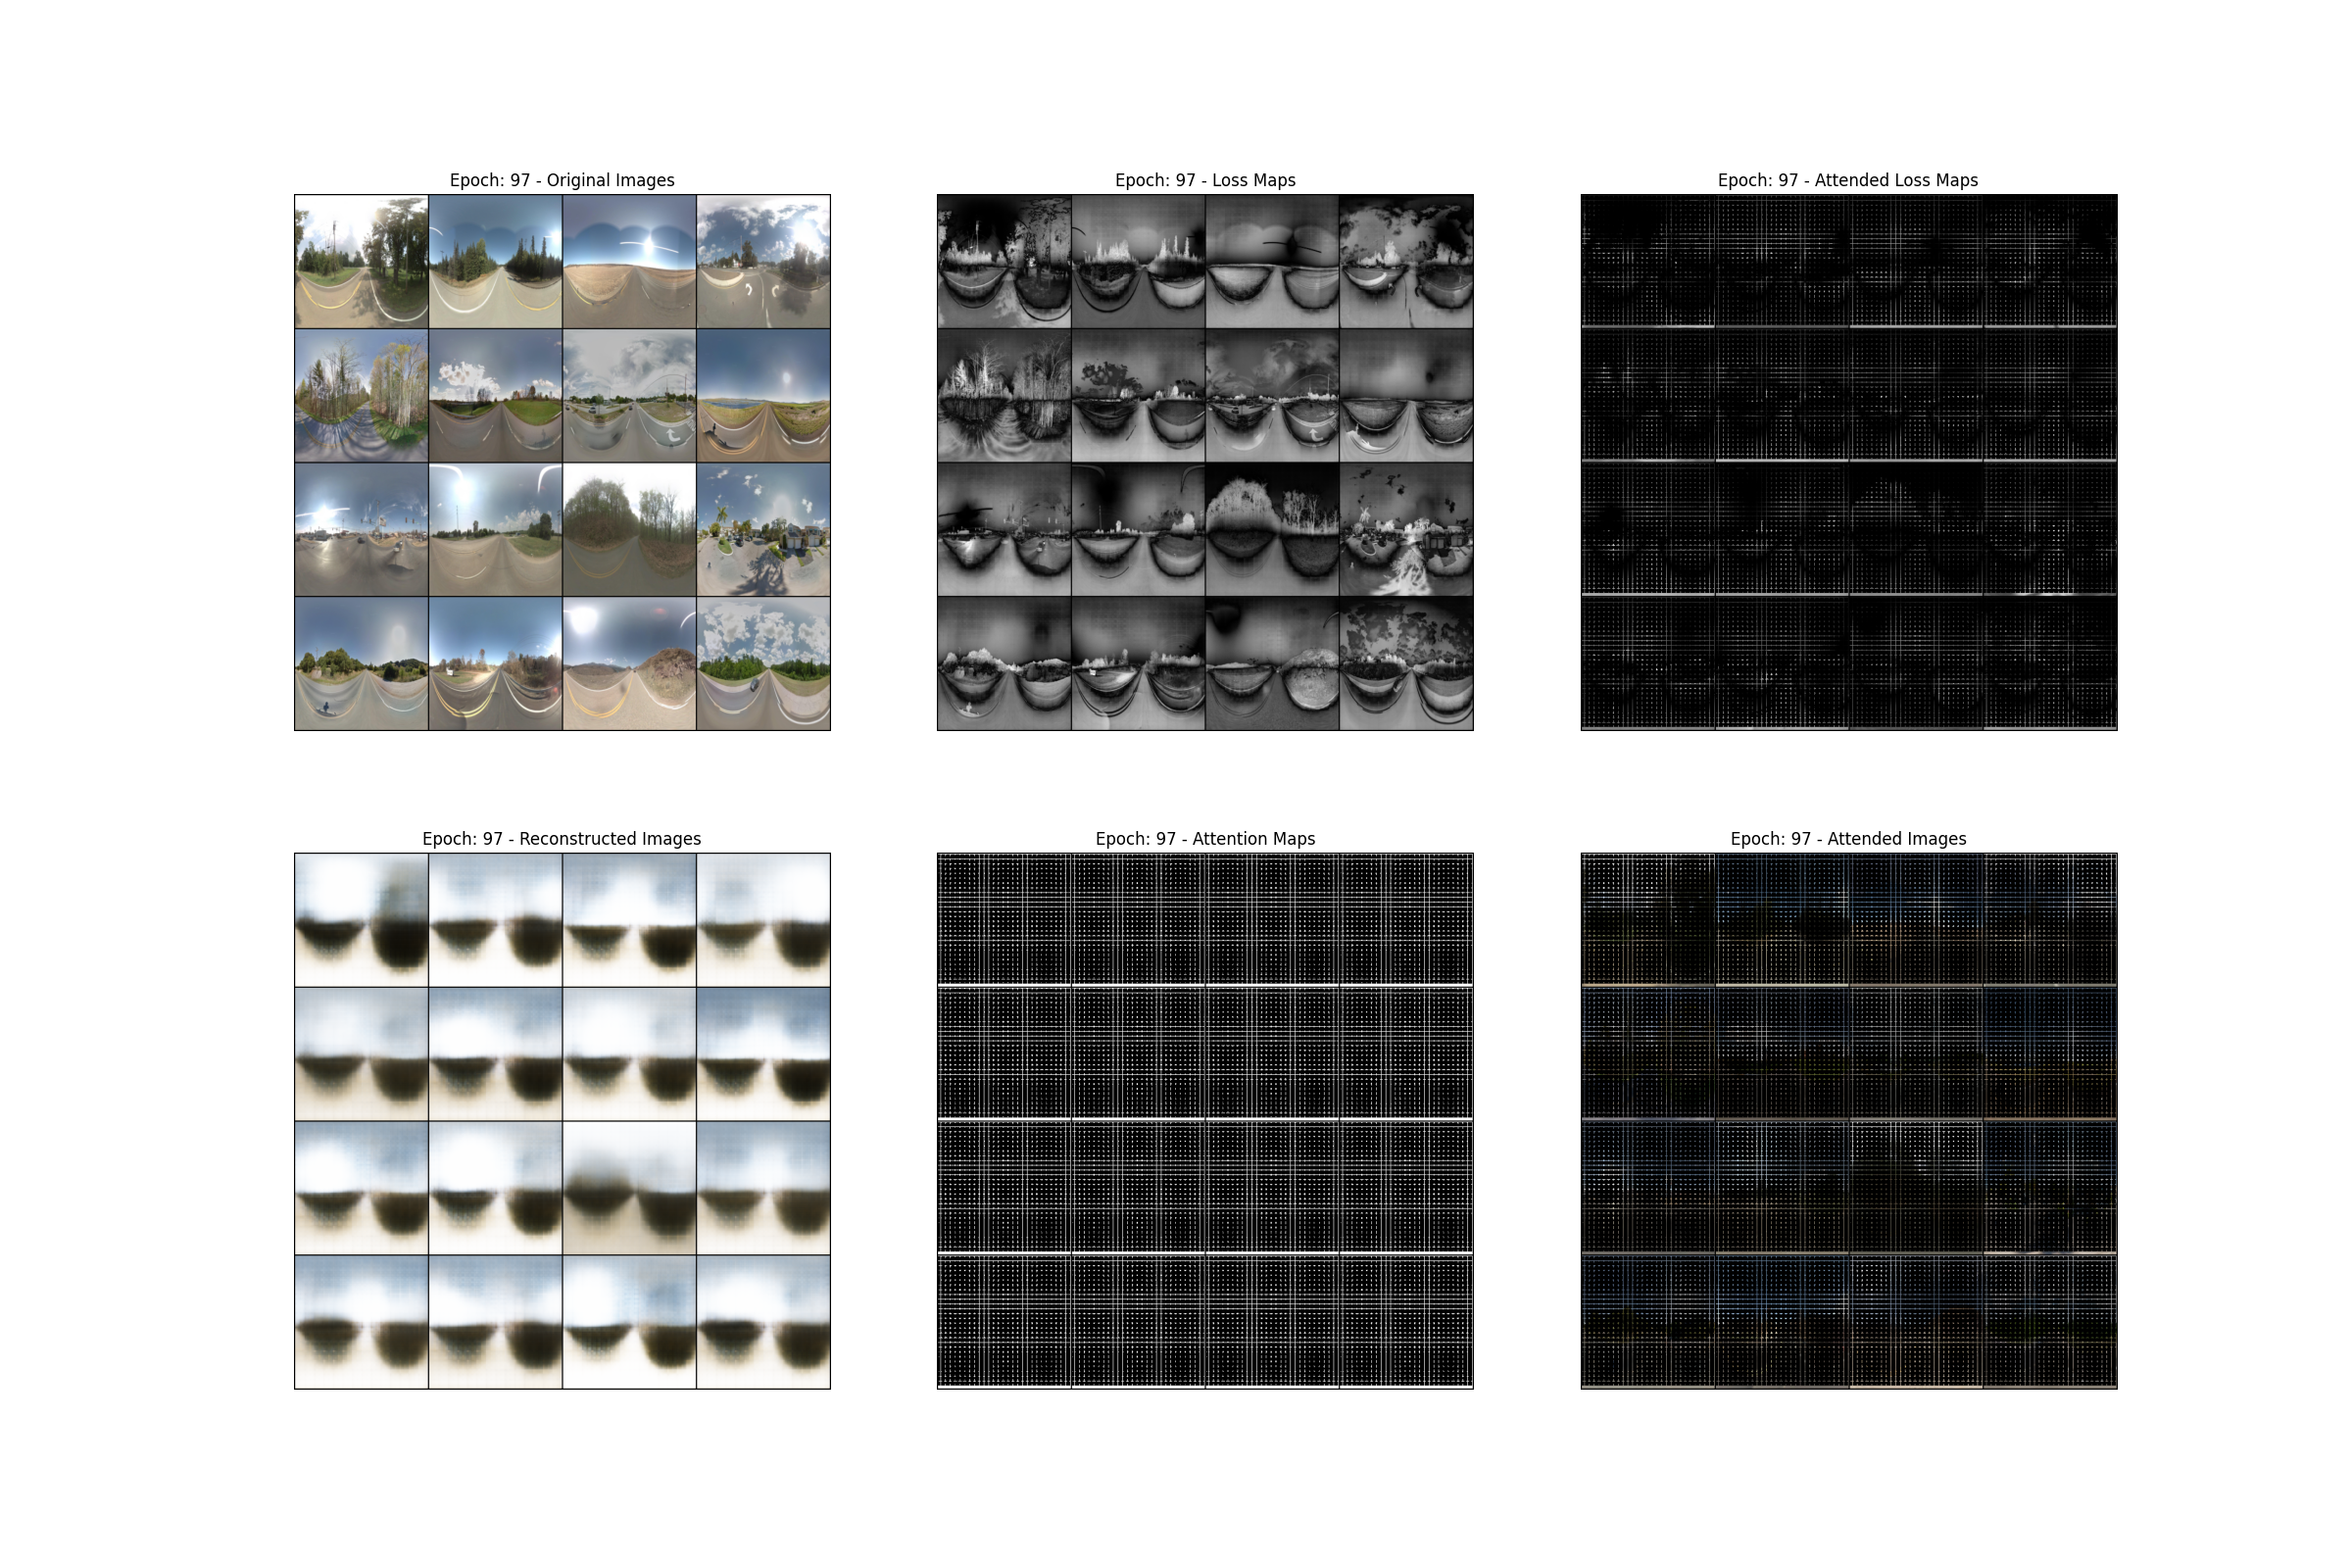 Epoch: 97 - Original Images
Epoch: 97 - Loss Maps
Epoch: 97 - Attended Loss Maps
Epoch: 97 - Reconstructed Images
Epoch: 97 - Attention Maps
Epoch: 97 - Attended Images